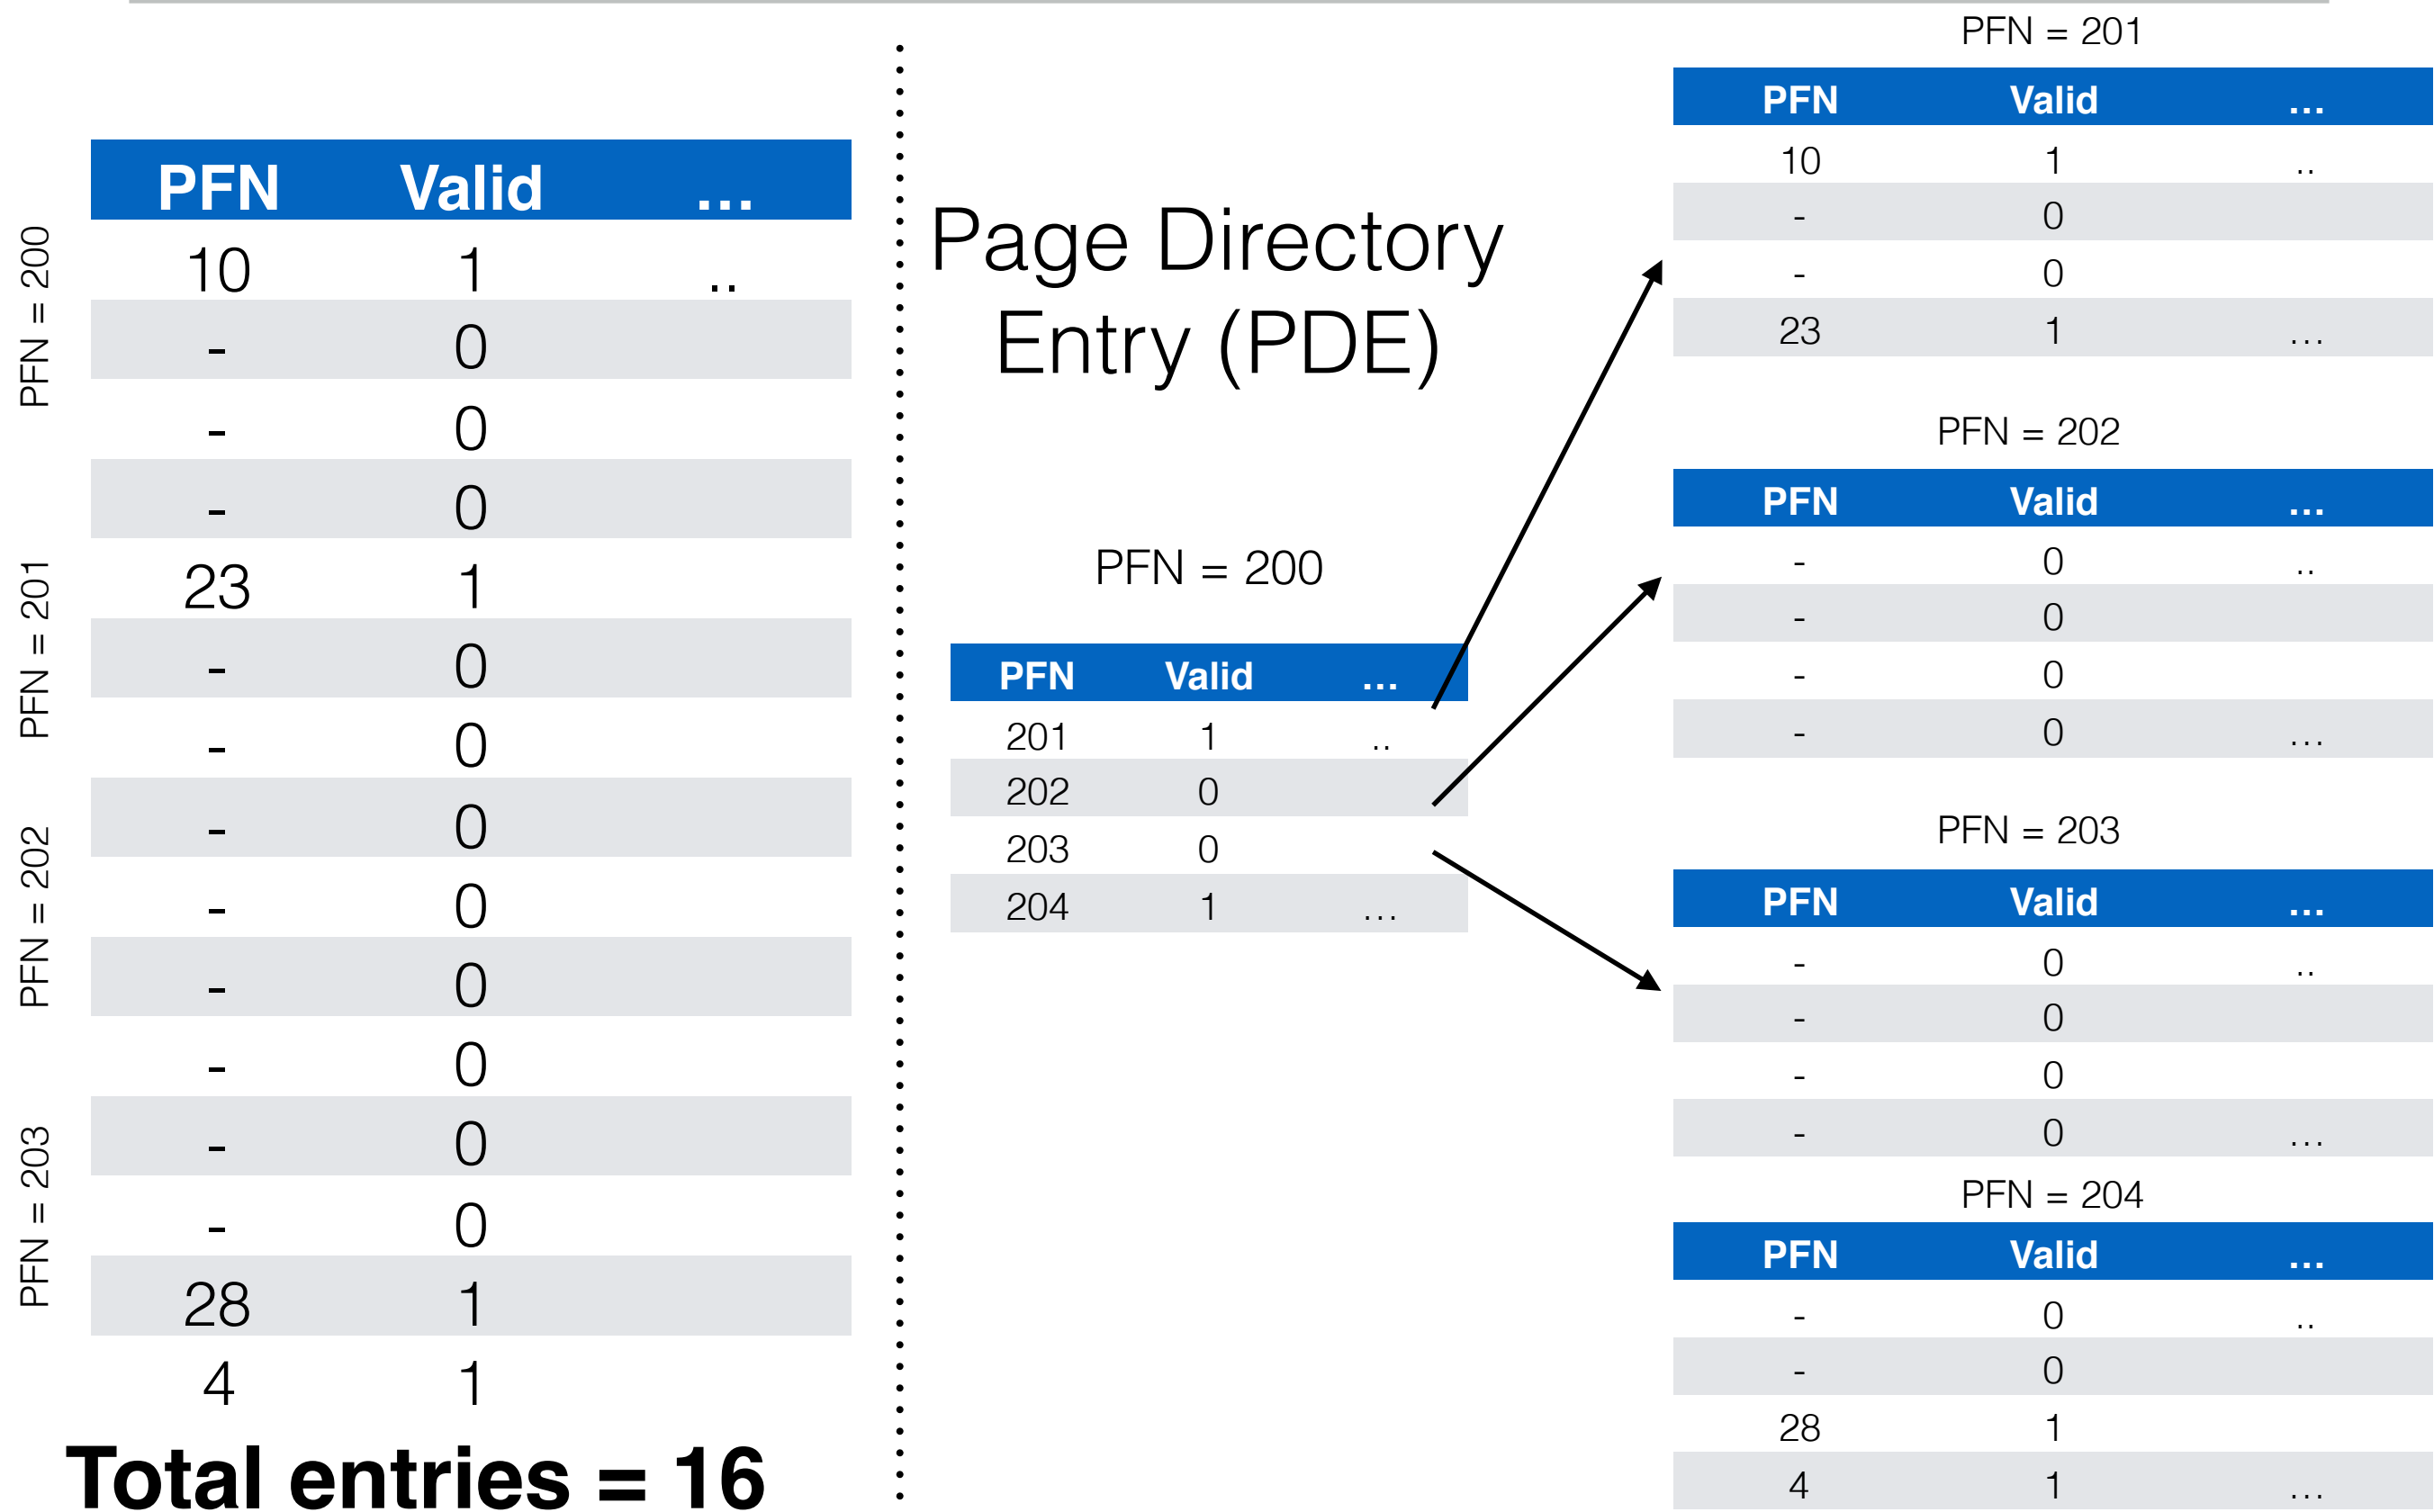 PFN = 200
PFN = 201
PFN = 202
PFN = 203
PFN Valid ...
10 1 ..
- 0
- 0
- 0
23 1
- 0
- 0
- 0
- 0
- 0
- 0
- 0
- 0
28 1
4 1
Total entries = 16
Page Directory
Entry (PDE)
PFN = 200
PFN Valid ...
201 1 ..
202 0
203 0
204 1 ...
PFN = 201
PFN Valid ...
10 1 ..
- 0
- 0
23 1 ...
PFN = 202
PFN Valid ...
- 0 ..
- 0
- 0
- 0 ...
PFN = 203
PFN Valid ...
- 0 ..
- 0
- 0
- 0 ...
PFN = 204
PFN Valid ...
- 0 ..
- 0
28 1
4 1 ...